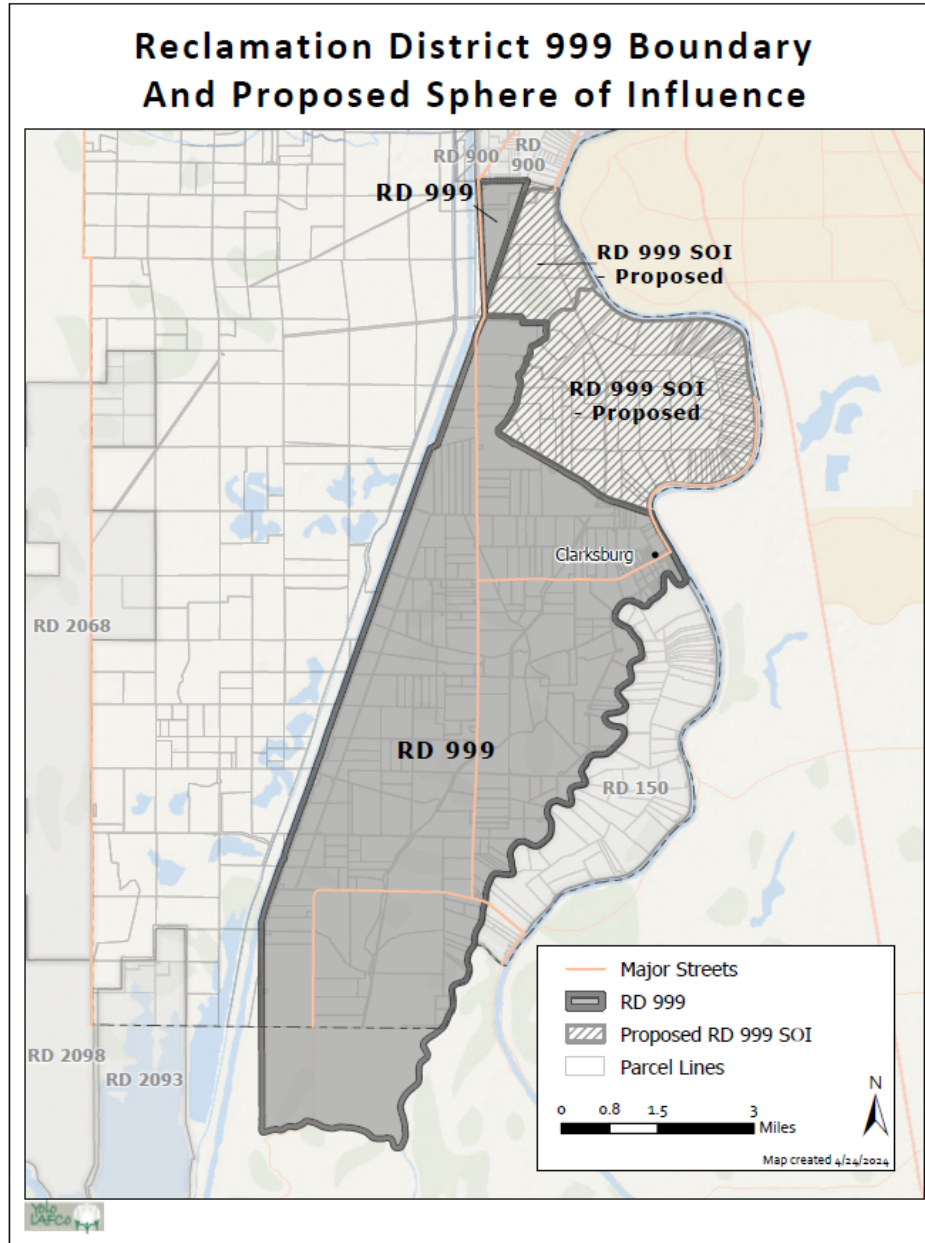 Reclamation District 999 Boundary
And Proposed Sphere of Influence
RD 900
RD
900
RD 999
RD 999 SOI
- Proposed
RD 999 SOI
- Proposed
Clarksburg
RD 2068
RD 999
RD 150
RD 2098
RD 2093
Major Streets
RD 999
Proposed RD 999 SOI
Parcel Lines
N
0 0.8 1.5 3
Miles
Map created 4/24/2024
Yolo
LAFCo